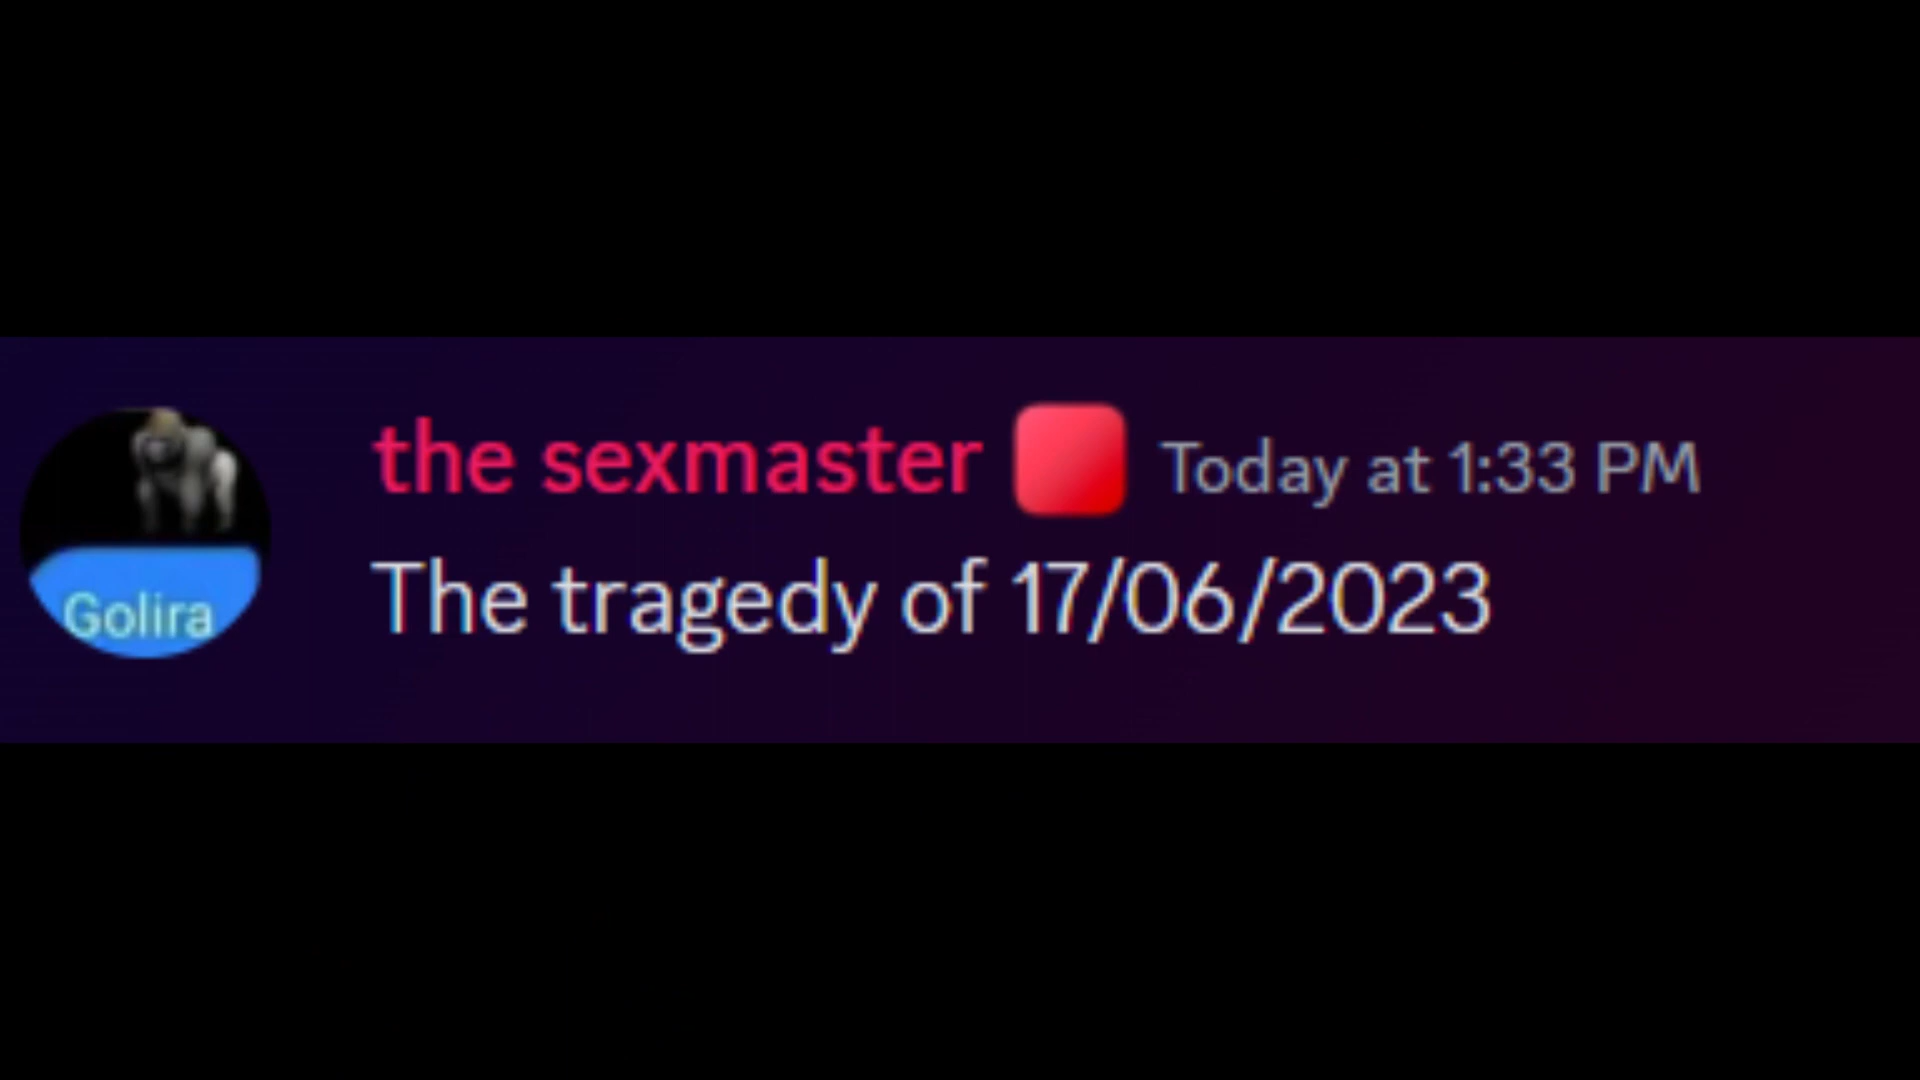 the sexmaster Today at 1:33 PM
The tragedy of 17/06/2023
Golira